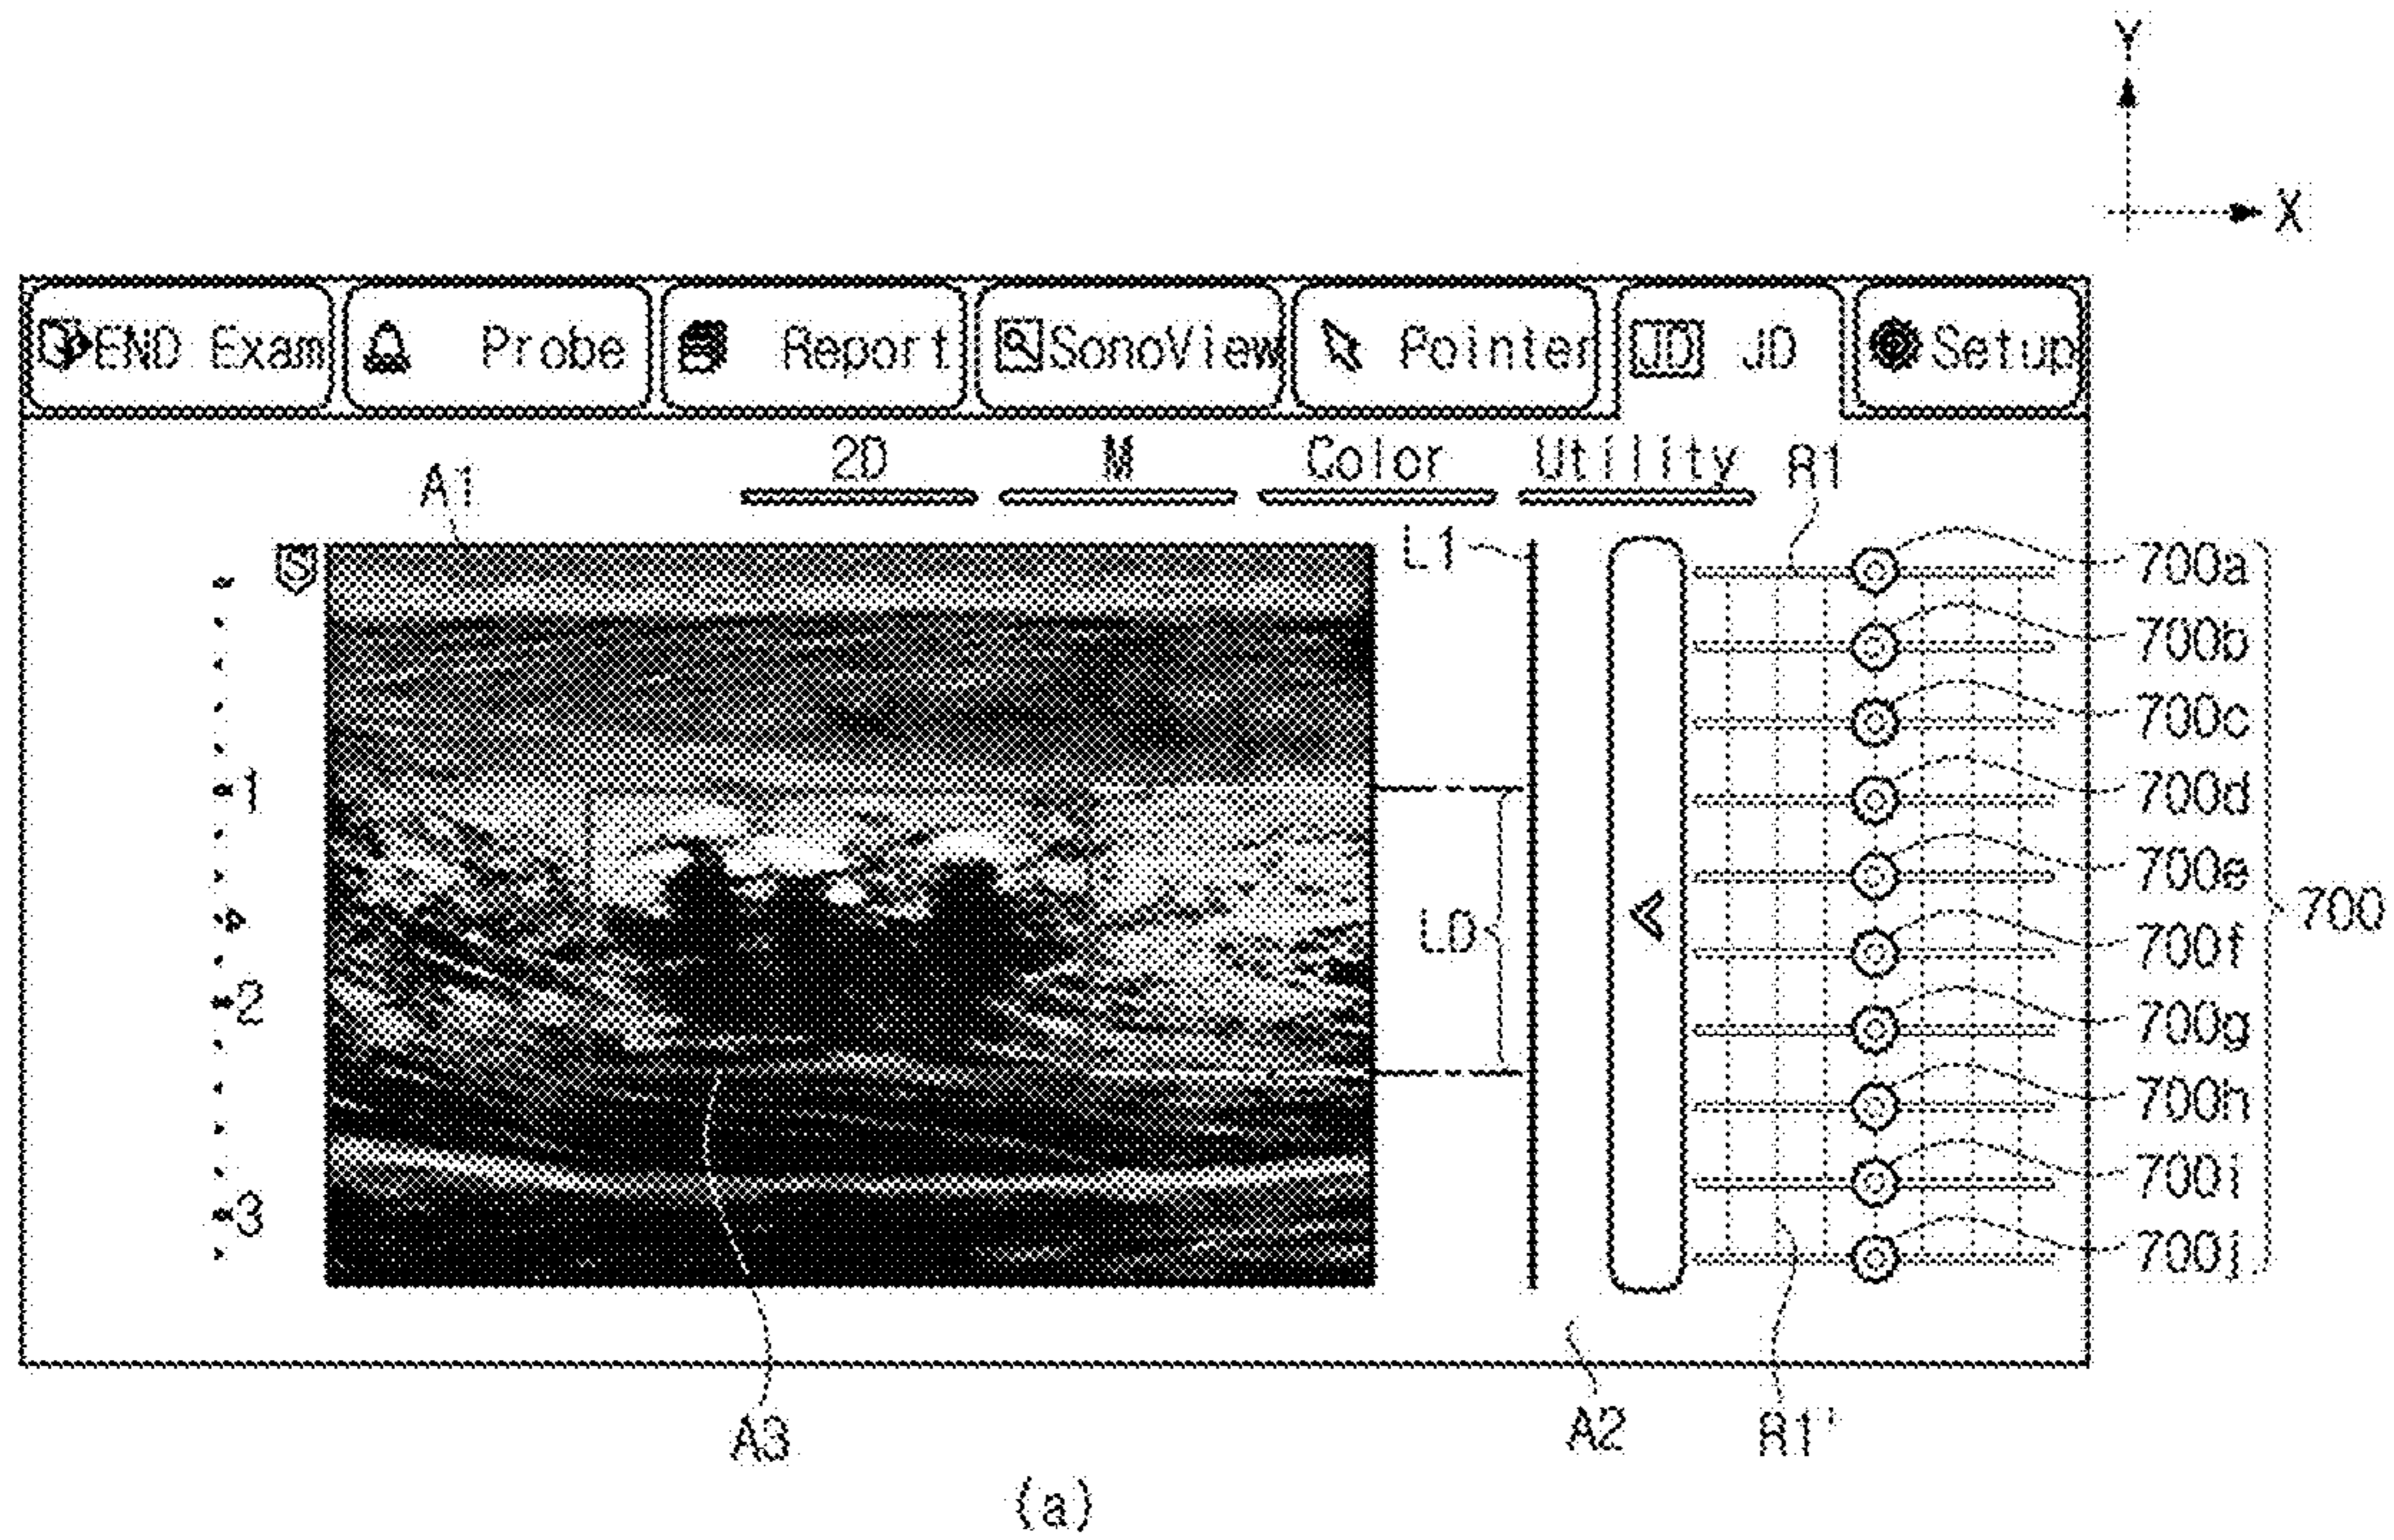 Y
X
END Exam Probe Report SonoView Pointer JD JD Setup
2D M Color Utility
A1
R1
L1
S
700a
700b
700c
1
700d
700e
LD
700
700f
2
700g
700h
700i
3
700j
A3
A2
R1'
(a)